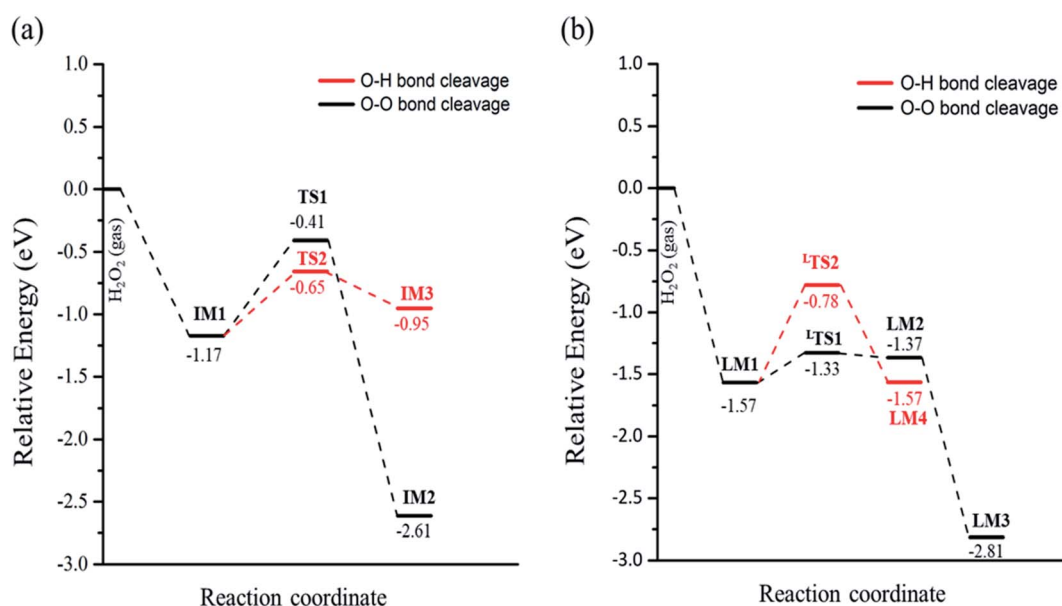 (a)
1.0
0.5
0.0
-0.5
-1.0
-1.5
-2.0
-2.5
-3.0
Relative Energy (eV)
Reaction coordinate
O-H bond cleavage
O-O bond cleavage
H₂O₂ (gas)
IM1
-1.17
TS1
-0.41
TS2
-0.65
IM3
-0.95
IM2
-2.61
(b)
1.0
0.5
0.0
-0.5
-1.0
-1.5
-2.0
-2.5
-3.0
Relative Energy (eV)
Reaction coordinate
O-H bond cleavage
O-O bond cleavage
H₂O₂ (gas)
LM1
-1.57
ᴸTS2
-0.78
ᴸTS1
-1.33
LM2
-1.37
-1.57
LM4
LM3
-2.81